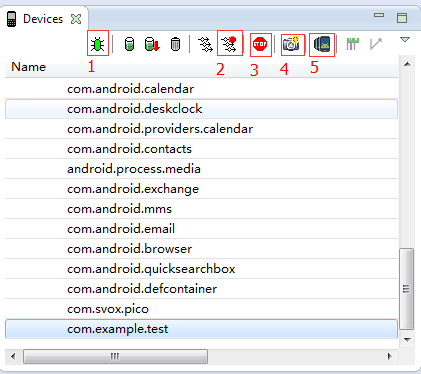 Devices
1
2
3
4
5
STOP
Name
com.android.calendar
com.android.deskclock
com.android.providers.calendar
com.android.contacts
android.process.media
com.android.exchange
com.android.mms
com.android.email
com.android.browser
com.android.quicksearchbox
com.android.defcontainer
com.svox.pico
com.example.test